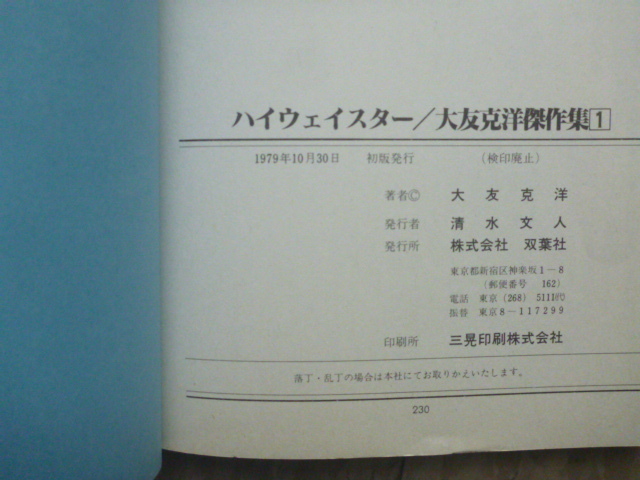 ハイウェイスター/大友克洋傑作集1
1979年10月30日 初版発行 (検印廃止)
著者© 大友克洋
発行者 清水文人
発行所 株式会社 双葉社
東京都新宿区神楽坂1-8
(郵便番号 162)
電話 東京(268)5111㈹
振替 東京8-117299
印刷所 三晃印刷株式会社
落丁・乱丁の場合は本社にてお取りかえいたします。
230